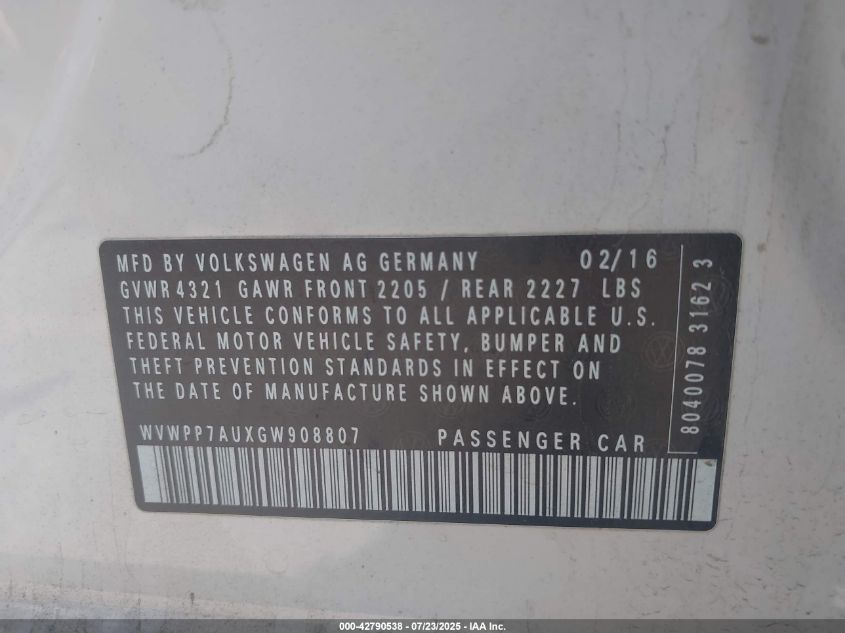 MFD BY VOLKSWAGEN AG GERMANY 02/16
GVWR 4321 GAWR FRONT 2205 / REAR 2227 LBS
THIS VEHICLE CONFORMS TO ALL APPLICABLE U.S.
FEDERAL MOTOR VEHICLE SAFETY, BUMPER AND
THEFT PREVENTION STANDARDS IN EFFECT ON
THE DATE OF MANUFACTURE SHOWN ABOVE.
WVWPP7AUXGW908807 PASSENGER CAR
8040078 3162 3
000-42790538 - 07/23/2025 - IAA Inc.